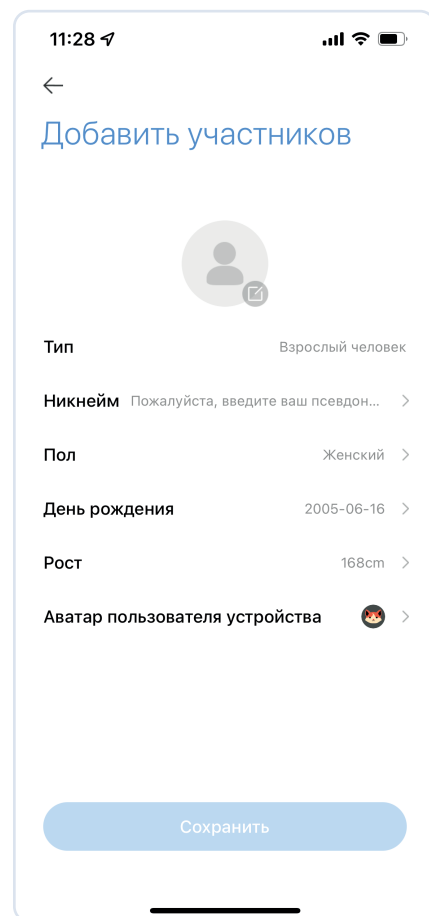 11:28
Добавить участников
Тип Взрослый человек
Никнейм Пожалуйста, введите ваш псевдон...
Пол Женский
День рождения 2005-06-16
Рост 168cm
Аватар пользователя устройства
Сохранить